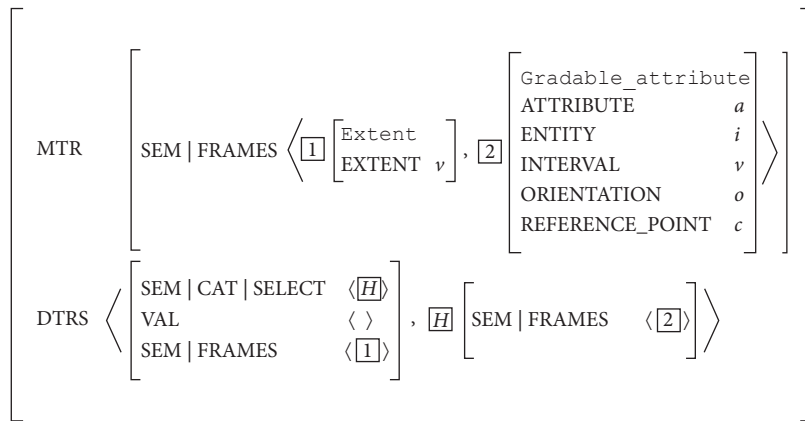 Gradable_attribute
Extent ATTRIBUTE a
MTR SEM | FRAMES ⟨ 1 EXTENT v , 2 ENTITY i ⟩
INTERVAL v
ORIENTATION o
REFERENCE_POINT c
SEM | CAT | SELECT ⟨H⟩
DTRS ⟨ VAL ⟨ ⟩ , H SEM | FRAMES ⟨2⟩ ⟩
SEM | FRAMES ⟨1⟩